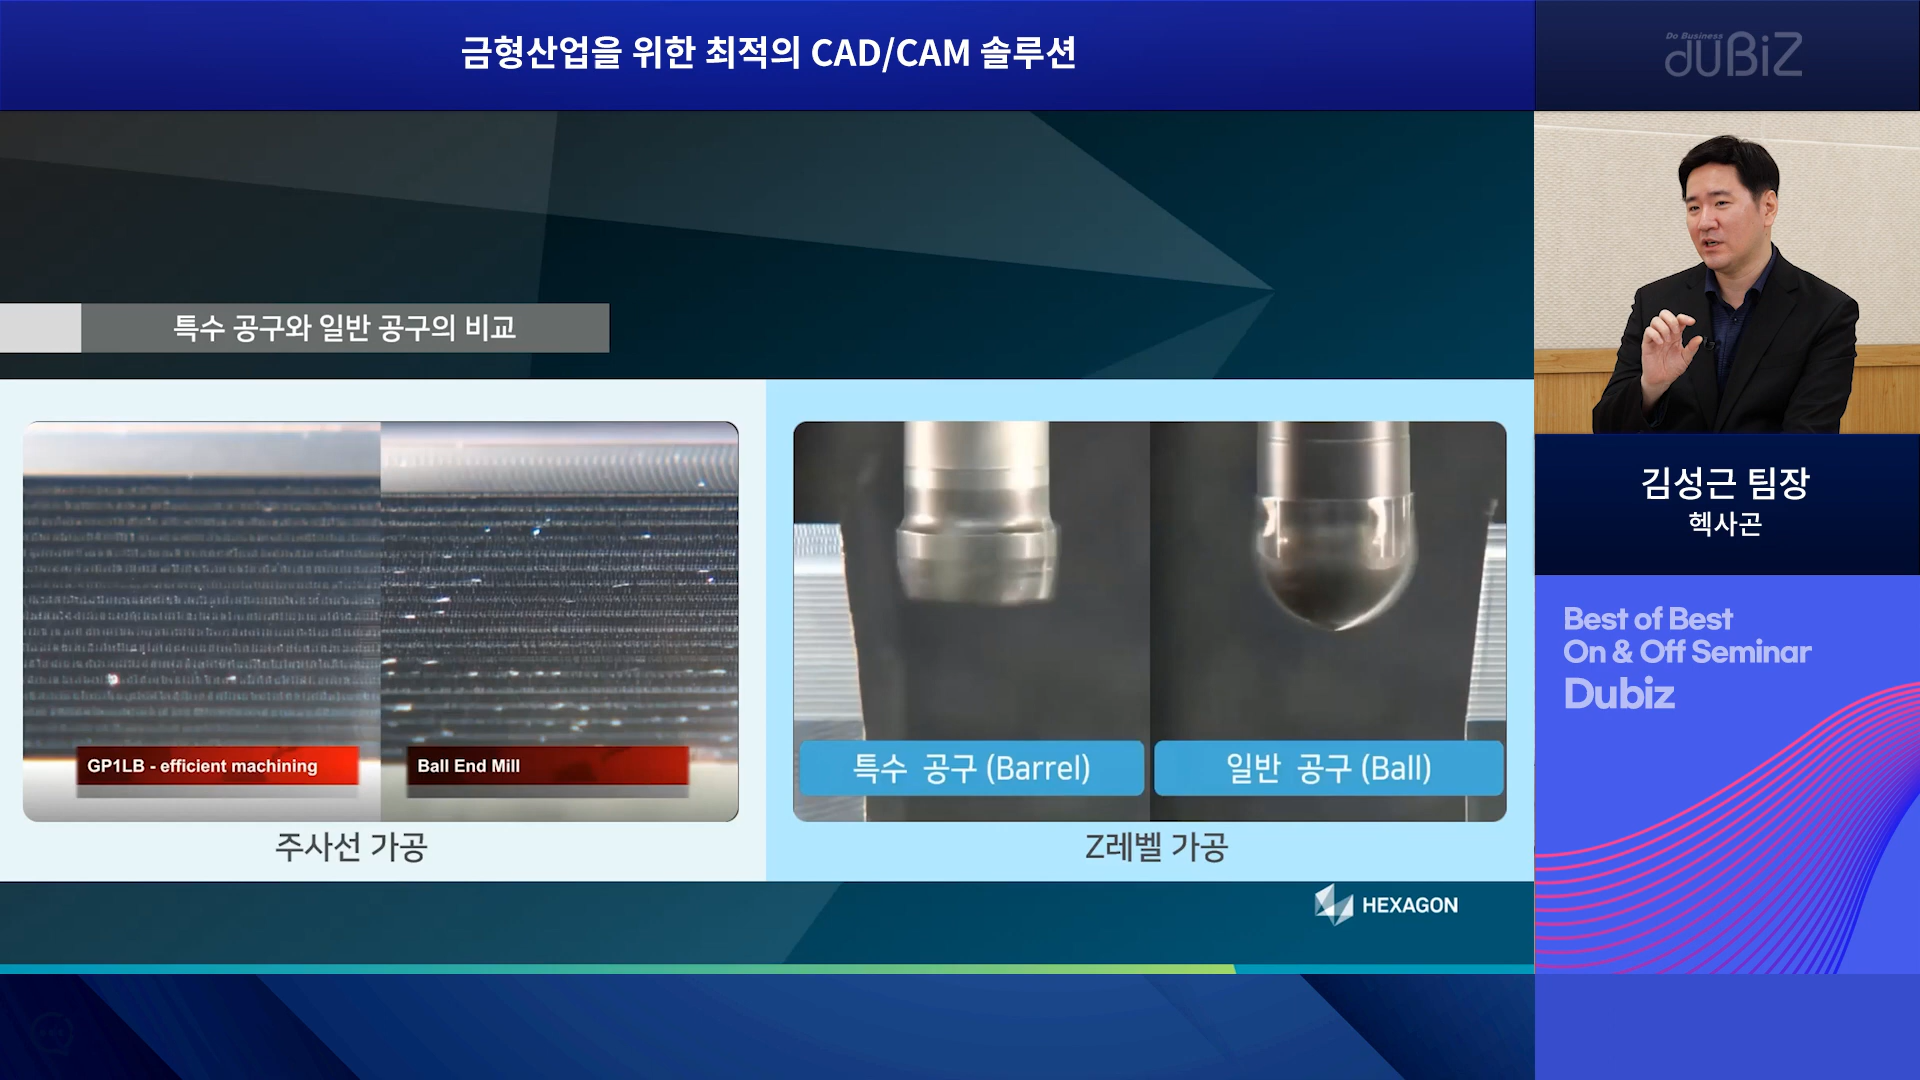 금형산업을 위한 최적의 CAD/CAM 솔루션
Do Business
duBiZ
특수 공구와 일반 공구의 비교
GP1LB - efficient machining
Ball End Mill
주사선 가공
특수 공구 (Barrel)
일반 공구 (Ball)
Z레벨 가공
HEXAGON
김성근 팀장
헥사곤
Best of Best
On & Off Seminar
Dubiz